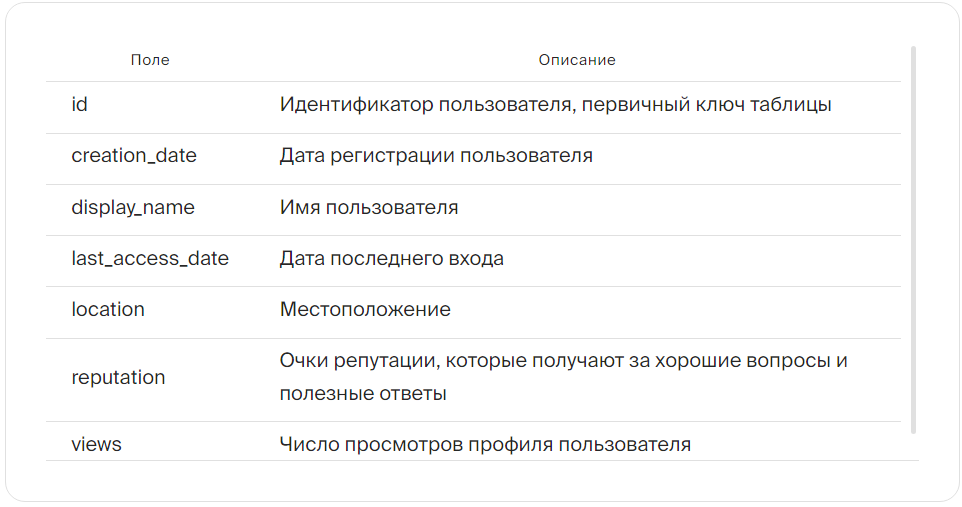 Поле Описание
id Идентификатор пользователя, первичный ключ таблицы
creation_date Дата регистрации пользователя
display_name Имя пользователя
last_access_date Дата последнего входа
location Местоположение
reputation Очки репутации, которые получают за хорошие вопросы и
полезные ответы
views Число просмотров профиля пользователя